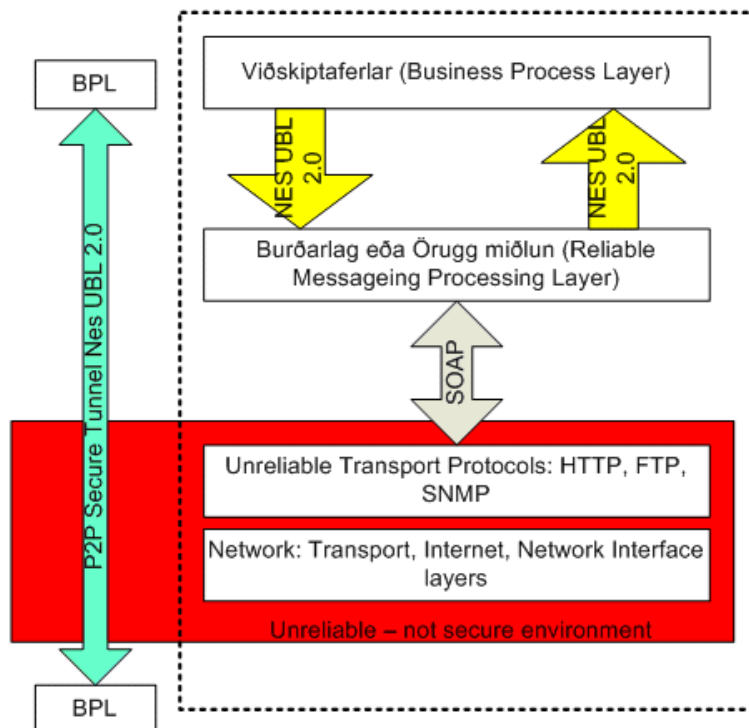 BPL
Viðskiptaferlar (Business Process Layer)
NES UBL
2.0
NES UBL
2.0
Burðarlag eða Örugg miðlun (Reliable
Messageing Processing Layer)
SOAP
P2P Secure Tunnel Nes UBL 2.0
Unreliable Transport Protocols: HTTP, FTP,
SNMP
Network: Transport, Internet, Network Interface
layers
Unreliable – not secure environment
BPL